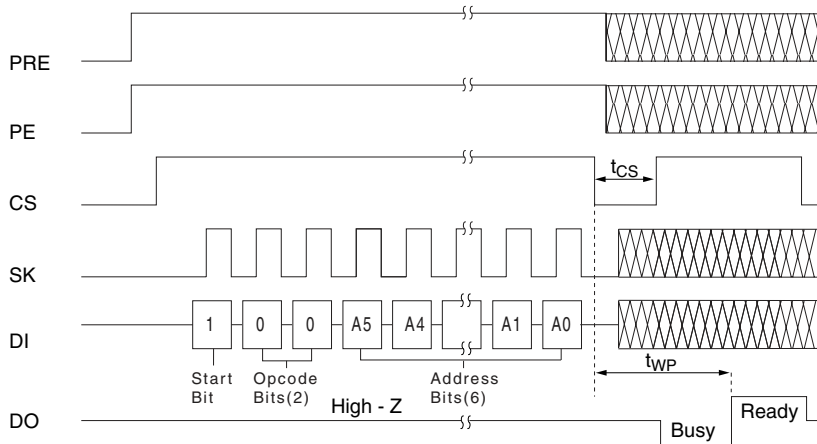 PRE
PE
CS
tCS
SK
DI
1 0 0 A5 A4 A1 A0
Start Bit
Opcode Bits(2)
Address Bits(6)
tWP
DO
High - Z
Busy
Ready